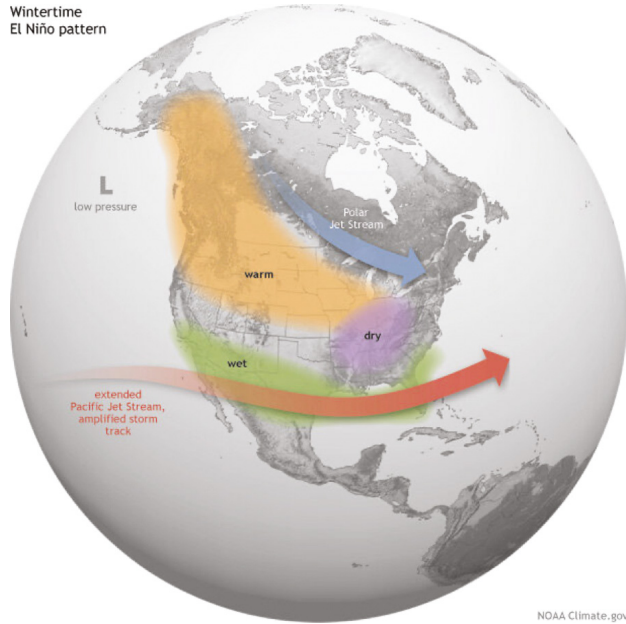 Wintertime
El Niño pattern
L
low pressure
Polar
Jet Stream
warm
dry
wet
extended
Pacific Jet Stream,
amplified storm
track
NOAA Climate.gov